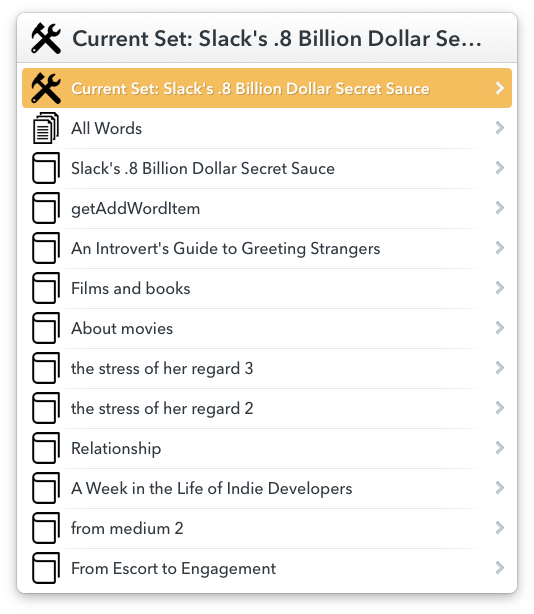 Current Set: Slack's .8 Billion Dollar Se...
Current Set: Slack's .8 Billion Dollar Secret Sauce
All Words
Slack's .8 Billion Dollar Secret Sauce
getAddWordItem
An Introvert's Guide to Greeting Strangers
Films and books
About movies
the stress of her regard 3
the stress of her regard 2
Relationship
A Week in the Life of Indie Developers
from medium 2
From Escort to Engagement